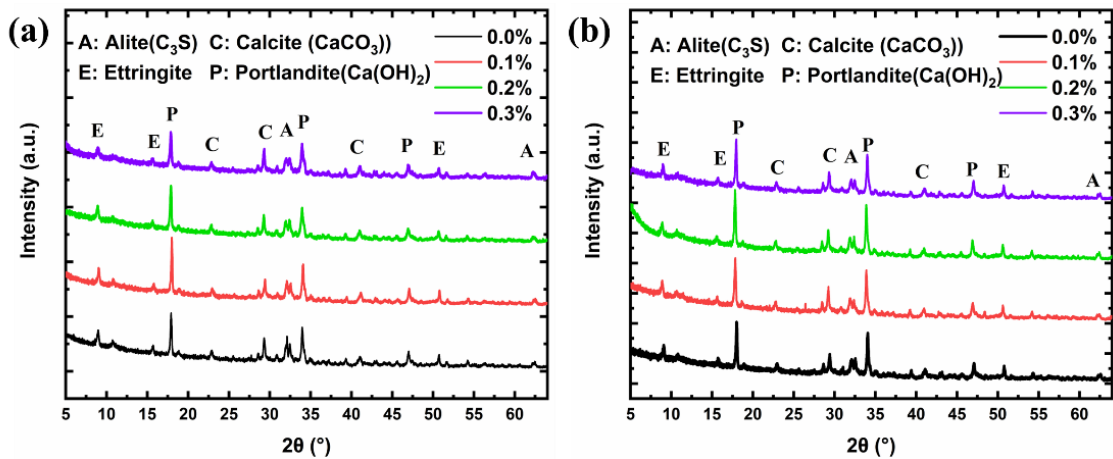 (a)
A: Alite(C₃S) C: Calcite (CaCO₃))
E: Ettringite P: Portlandite(Ca(OH)₂)
0.0%
0.1%
0.2%
0.3%
E E P C C A P C P E A
Intensity (a.u.)
5 10 15 20 25 30 35 40 45 50 55 60
2θ (°)
(b)
A: Alite(C₃S) C: Calcite (CaCO₃))
E: Ettringite P: Portlandite(Ca(OH)₂)
0.0%
0.1%
0.2%
0.3%
E E P C C A P C P E A
Intensity (a.u.)
5 10 15 20 25 30 35 40 45 50 55 60
2θ (°)